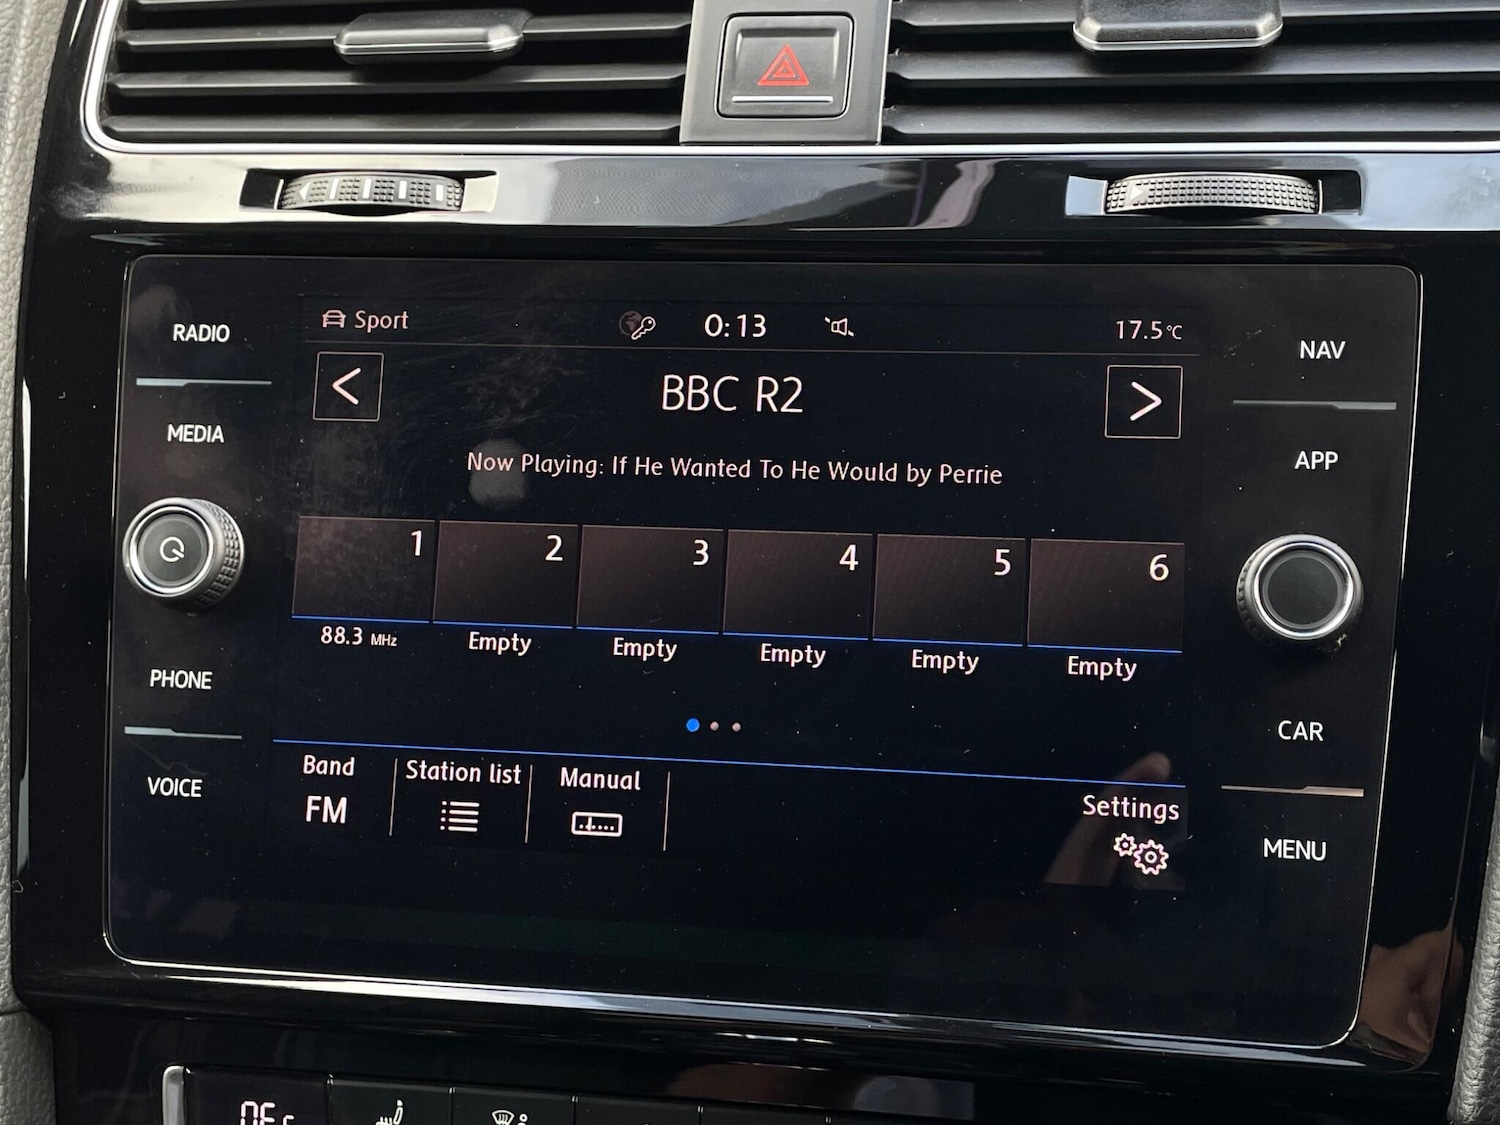 RADIO
MEDIA
PHONE
VOICE
Sport
0:13
17.5°C
BBC R2
Now Playing: If He Wanted To He Would by Perrie
1
2
3
4
5
6
88.3 MHz
Empty
Empty
Empty
Empty
Empty
Band
FM
Station list
Manual
Settings
NAV
APP
CAR
MENU